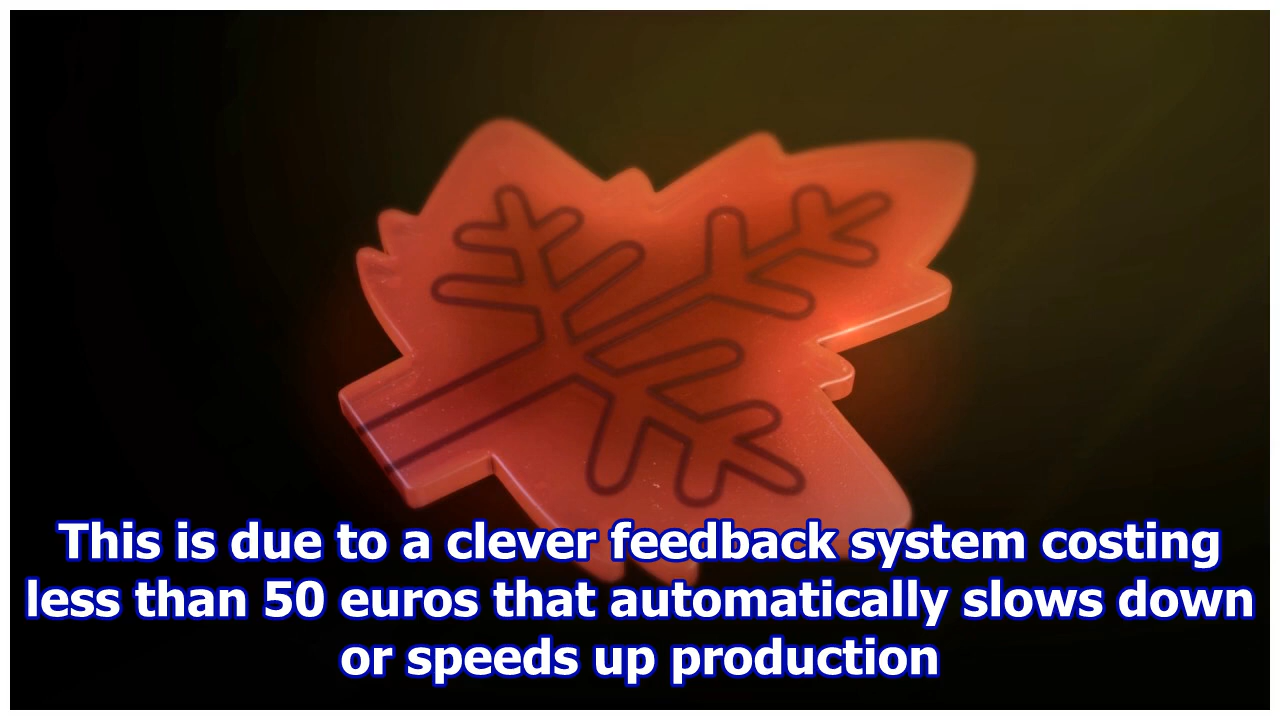 This is due to a clever feedback system costing
less than 50 euros that automatically slows down
or speeds up production